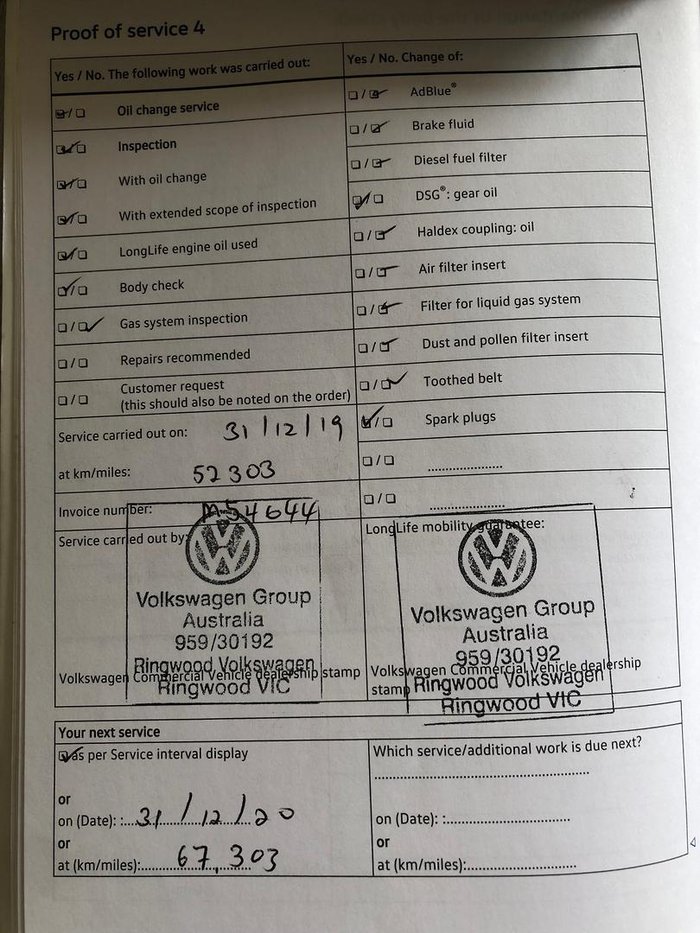 Proof of service 4
Yes / No. The following work was carried out:
Oil change service
Inspection
With oil change
With extended scope of inspection
LongLife engine oil used
Body check
Gas system inspection
Repairs recommended
Customer request
(this should also be noted on the order)
Service carried out on: 31/12/19
at km/miles: 52303
Invoice number: M54644
Service carried out by:
Volkswagen Group
Australia
959/30192
Ringwood Volkswagen
Ringwood VIC
Volkswagen Commercial Vehicle dealership stamp
Yes / No. Change of:
AdBlue®
Brake fluid
Diesel fuel filter
DSG®: gear oil
Haldex coupling: oil
Air filter insert
Filter for liquid gas system
Dust and pollen filter insert
Toothed belt
Spark plugs
LongLife mobility guarantee:
Volkswagen Group
Australia
959/30192
Ringwood Volkswagen
Ringwood VIC
Volkswagen Commercial Vehicle dealership
stamp
Your next service
as per Service interval display
or
on (Date): :31/12/20
or
at (km/miles):67,303
Which service/additional work is due next?
on (Date): :
or
at (km/miles):